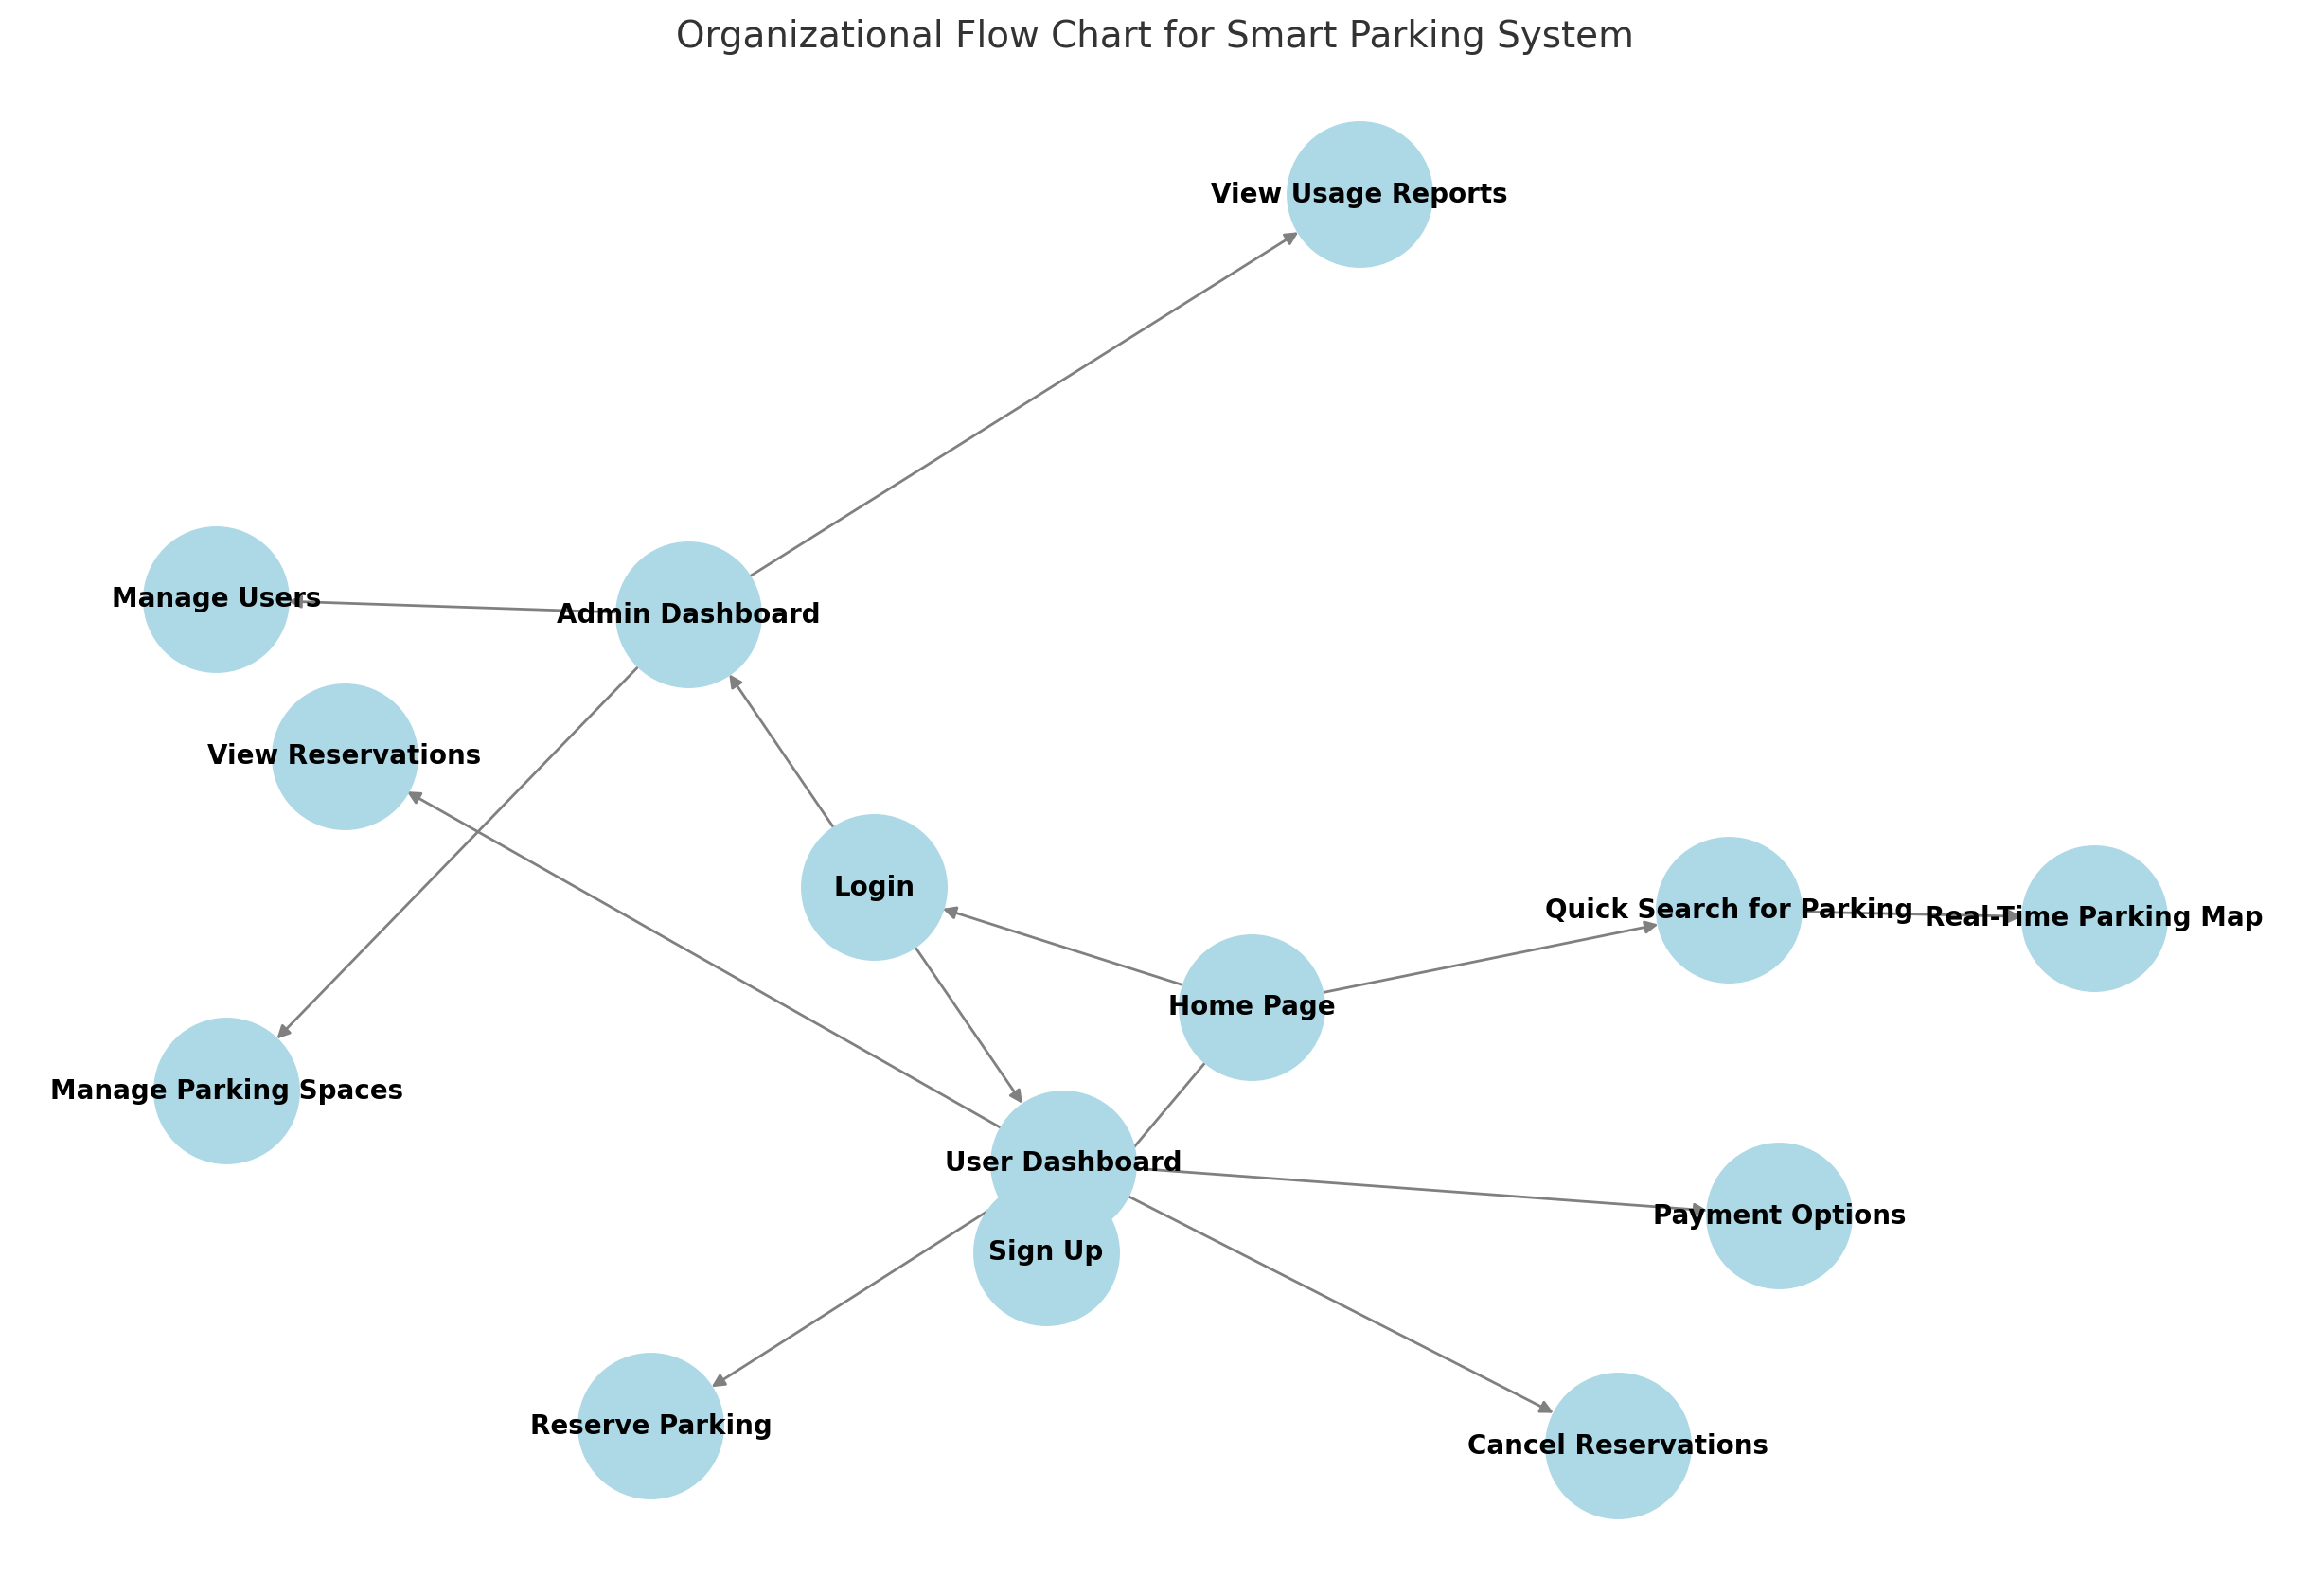 Organizational Flow Chart for Smart Parking System
View Usage Reports
Manage Users
Admin Dashboard
View Reservations
Login
Quick Search for Parking
Real-Time Parking Map
Home Page
Manage Parking Spaces
User Dashboard
Payment Options
Sign Up
Reserve Parking
Cancel Reservations